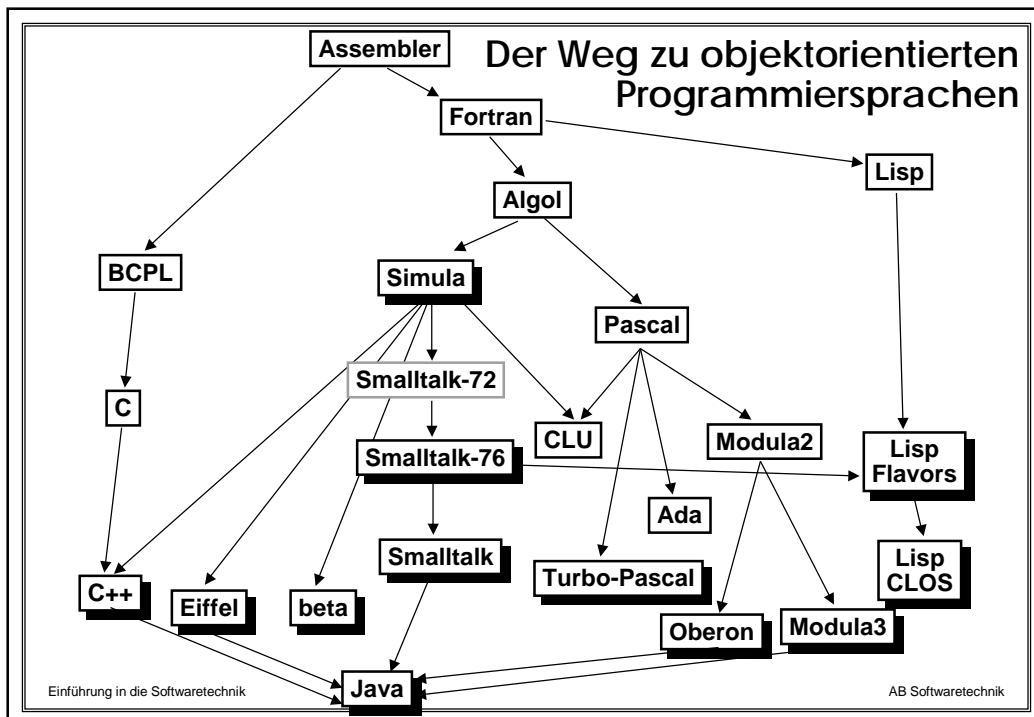 Der Weg zu objektorientierten
Programmiersprachen
Assembler
Fortran
Lisp
Algol
BCPL
Simula
Pascal
Smalltalk-72
C
CLU
Modula2
Smalltalk-76
Lisp
Flavors
Ada
Smalltalk
Turbo-Pascal
Lisp
CLOS
C++
Eiffel
beta
Oberon
Modula3
Java
Einführung in die Softwaretechnik
AB Softwaretechnik